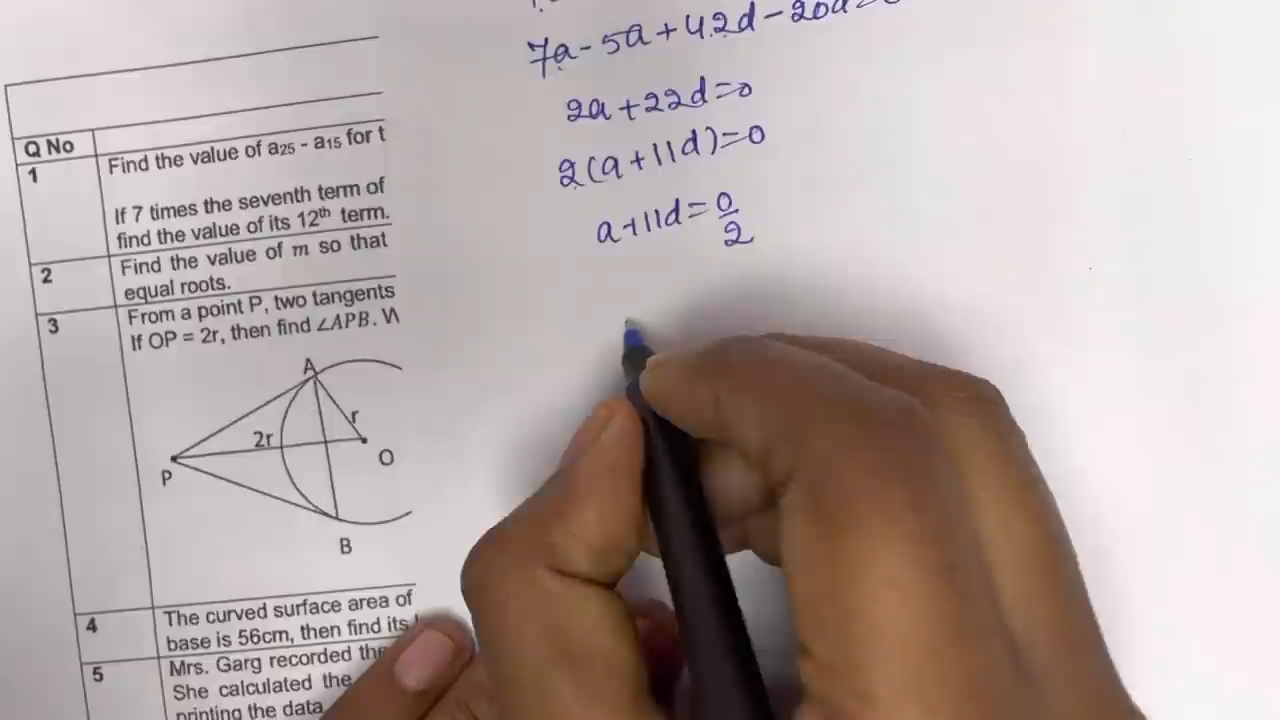 7a-5a+42d-20d=0
2a+22d=0
2(a+11d)=0
a+11d=0/2
Q No
1
Find the value of a25 - a15 for t
If 7 times the seventh term of
find the value of its 12th term.
2
Find the value of m so that
equal roots.
3
From a point P, two tangents
If OP = 2r, then find ∠APB.
A
r
2r
O
P
B
4
The curved surface area of
base is 56cm, then find its
5
Mrs. Garg recorded the
She calculated the
printing the data